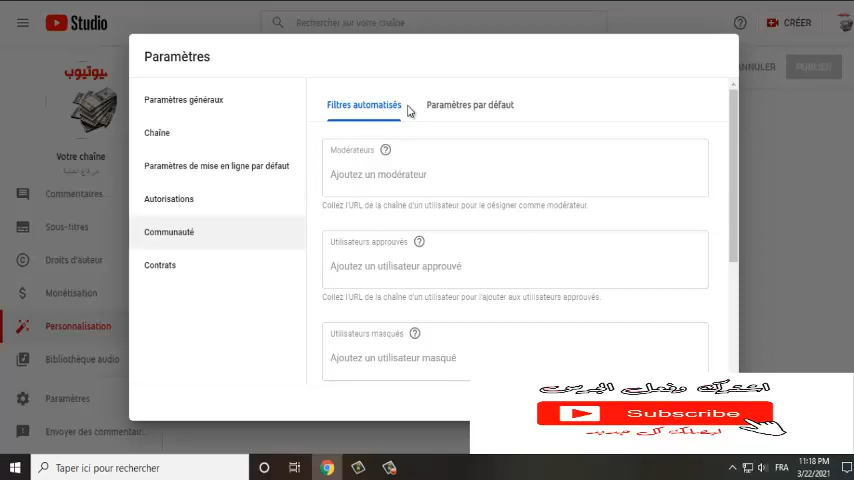 Studio
Rechercher sur votre chaîne
CRÉER
Paramètres
ANNULER
PUBLIER
يوتيوب
Paramètres généraux
Chaîne
Paramètres de mise en ligne par défaut
Autorisations
Communauté
Contrats
Filtres automatisés
Paramètres par défaut
Modérateurs
Ajoutez un modérateur
Collez l'URL de la chaîne d'un utilisateur pour le désigner comme modérateur.
Utilisateurs approuvés
Ajoutez un utilisateur approuvé
Collez l'URL de la chaîne d'un utilisateur pour l'ajouter aux utilisateurs approuvés.
Utilisateurs masqués
Ajoutez un utilisateur masqué
Votre chaîne
Commentaires
Sous-titres
Droits d'auteur
Monétisation
Personnalisation
Bibliothèque audio
Paramètres
Envoyer des commentai...
Subscribe
Taper ici pour rechercher
FRA
11:18 PM
3/22/2021